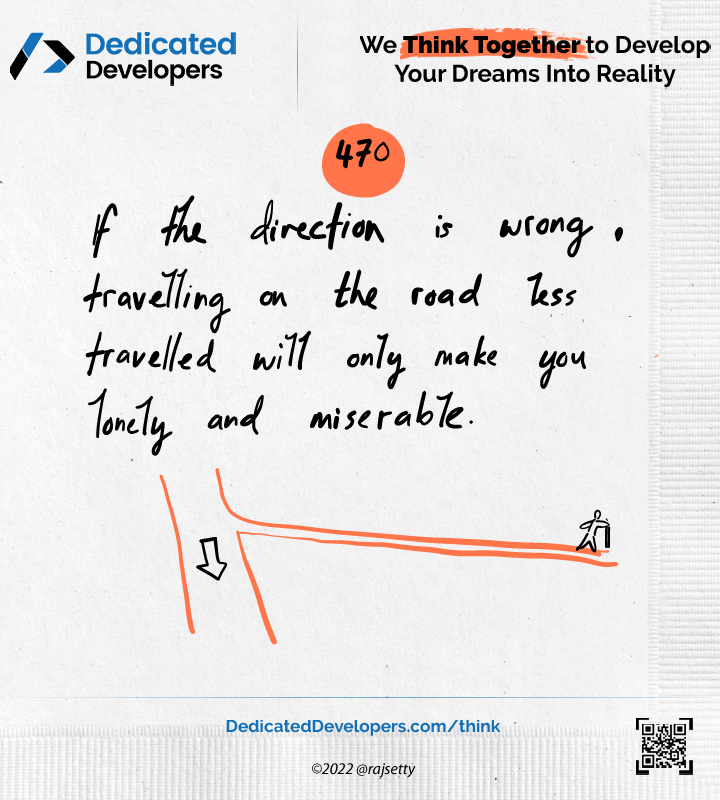 Dedicated
Developers
We Think Together to Develop
Your Dreams Into Reality
470
If the direction is wrong,
travelling on the road less
travelled will only make you
lonely and miserable.
DedicatedDevelopers.com/think
©2022 @rajsetty